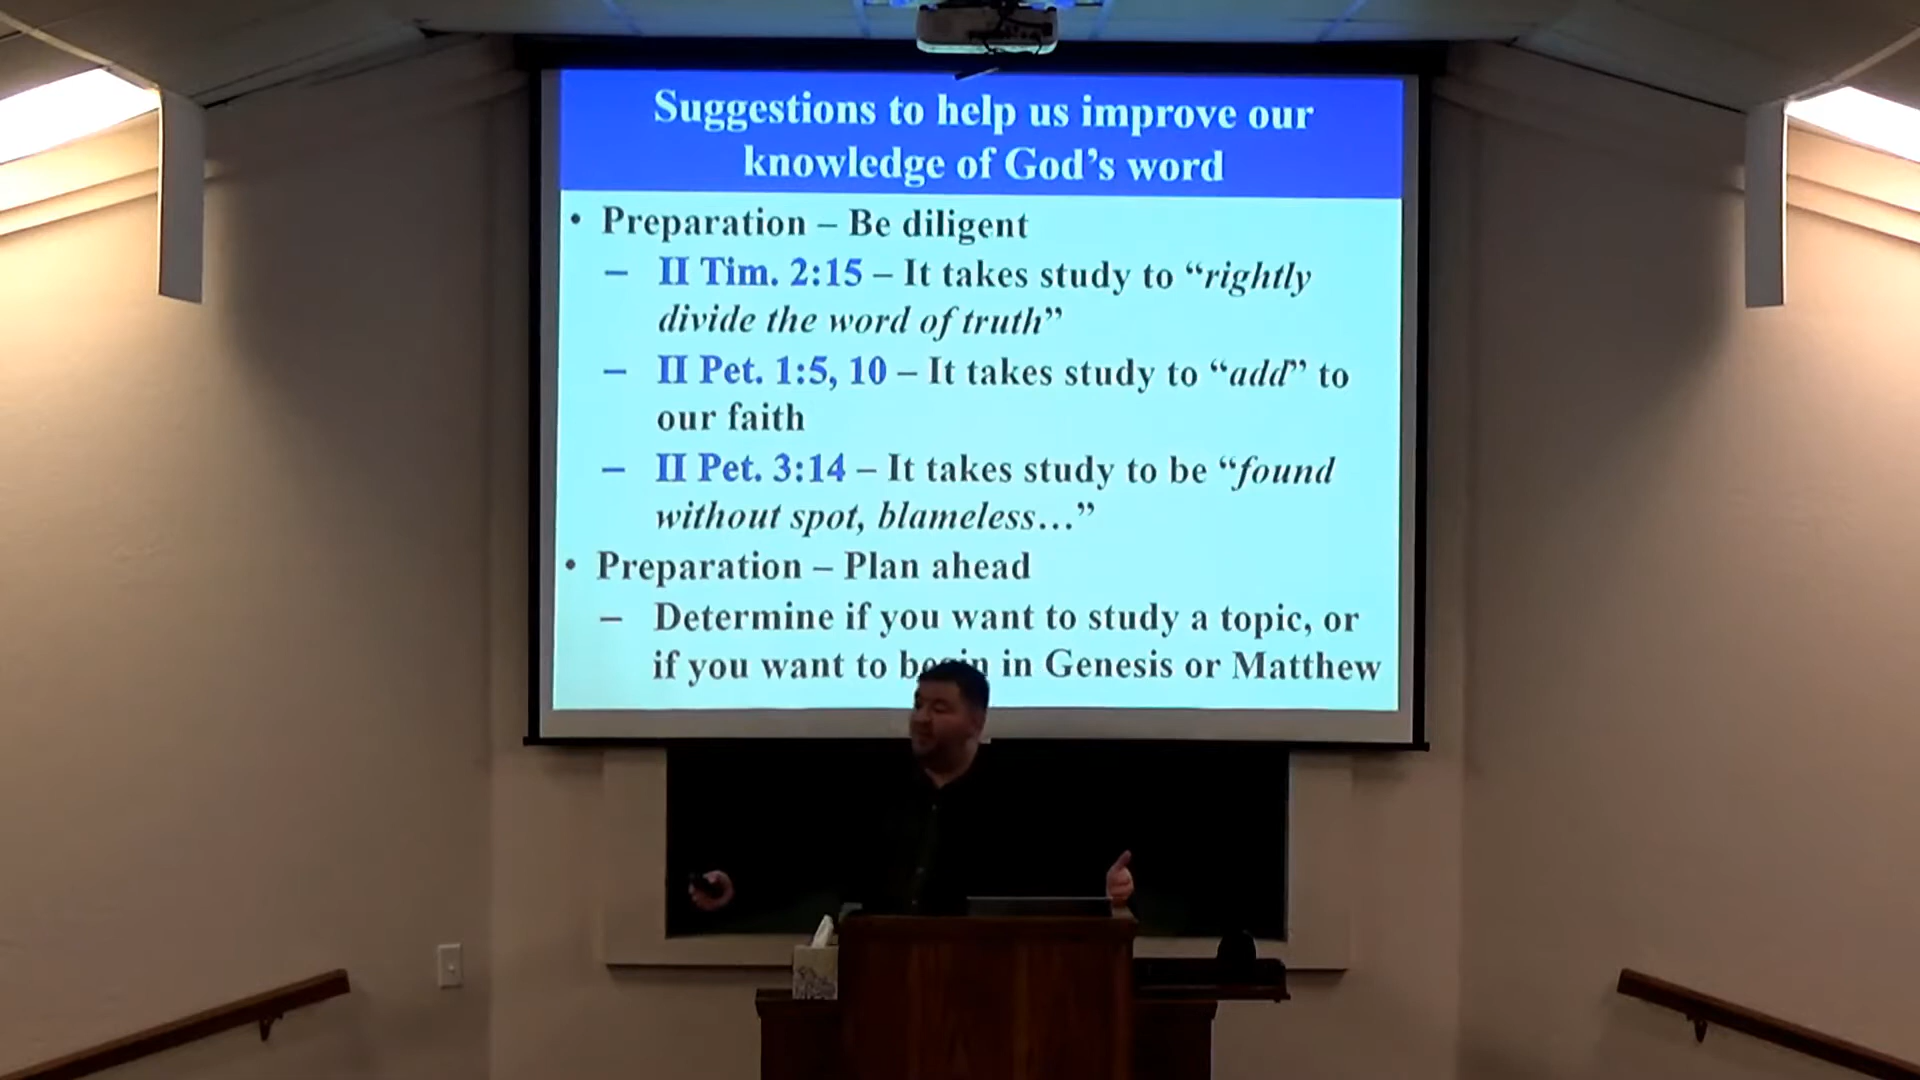 Suggestions to help us improve our
knowledge of God's word
• Preparation – Be diligent
– II Tim. 2:15 – It takes study to “rightly
divide the word of truth”
– II Pet. 1:5, 10 – It takes study to “add” to
our faith
– II Pet. 3:14 – It takes study to be “found
without spot, blameless…”
• Preparation – Plan ahead
– Determine if you want to study a topic, or
if you want to begin in Genesis or Matthew